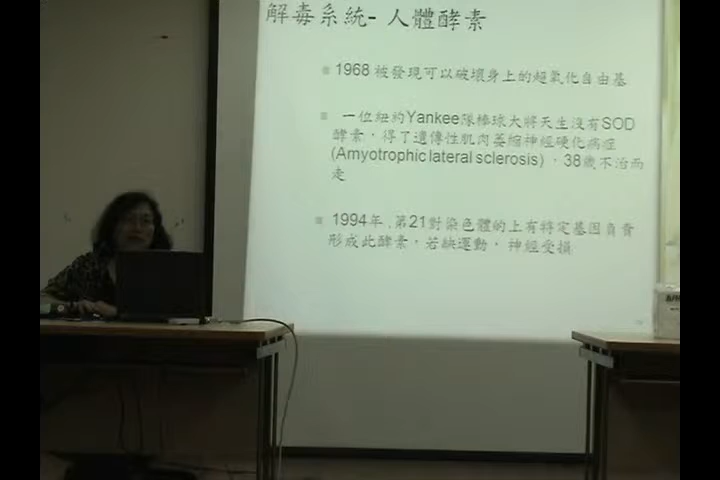 解毒系統- 人體酵素
1968 被發現可以破壞身上的超氧化自由基
一位紐約Yankee隊棒球大將天生沒有SOD
酵素，得了遺傳性肌肉萎縮神經硬化病症
(Amyotrophic lateral sclerosis) ，38歲不治而
走
1994年，第21對染色體的上有特定基因負責
形成此酵素，若缺運動，神經受損